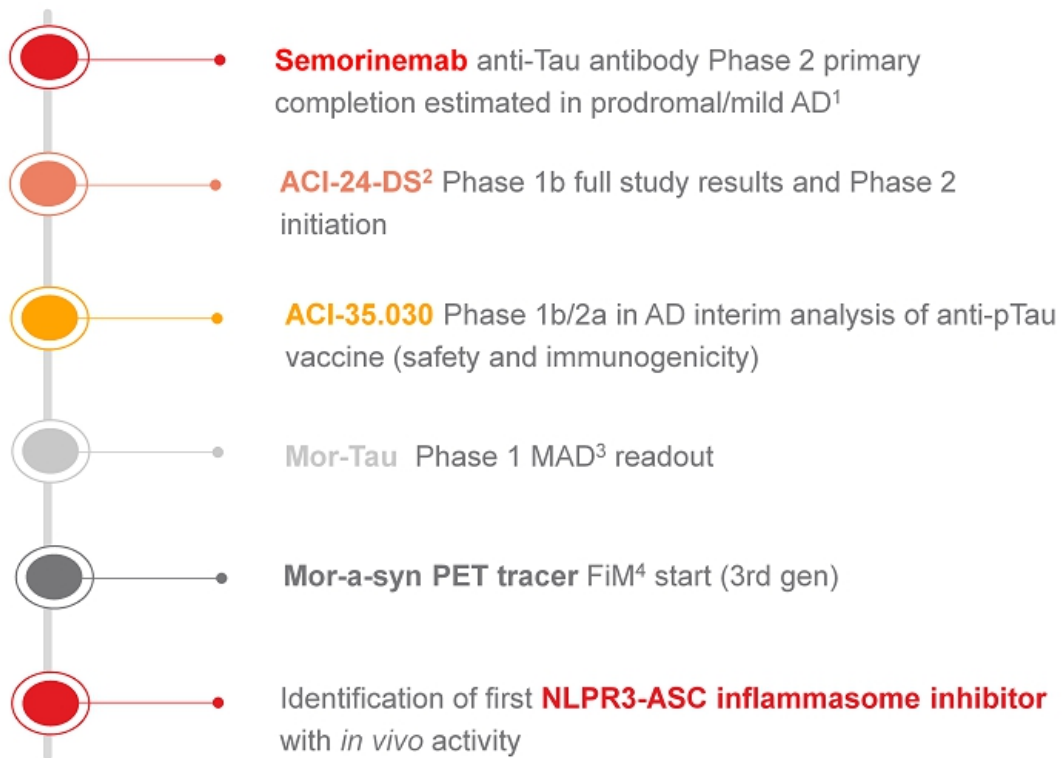 Semorinemab anti-Tau antibody Phase 2 primary
completion estimated in prodromal/mild AD¹
ACI-24-DS² Phase 1b full study results and Phase 2
initiation
ACI-35.030 Phase 1b/2a in AD interim analysis of anti-pTau
vaccine (safety and immunogenicity)
Mor-Tau Phase 1 MAD³ readout
Mor-a-syn PET tracer FiM⁴ start (3rd gen)
Identification of first NLPR3-ASC inflammasome inhibitor
with in vivo activity